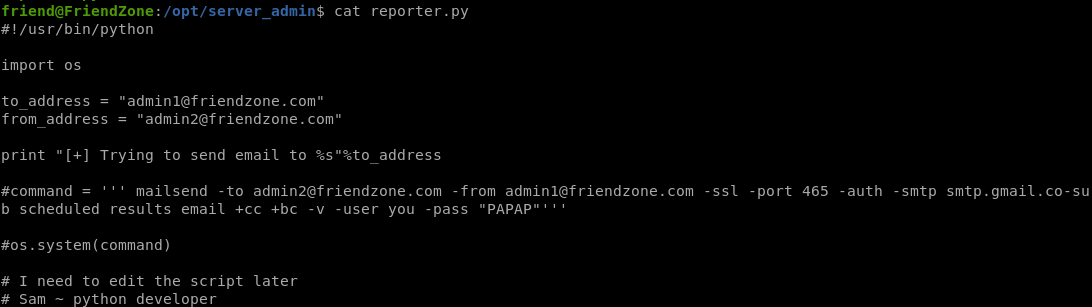 friend@FriendZone:/opt/server_admin$ cat reporter.py
#!/usr/bin/python
import os
to_address = "admin1@friendzone.com"
from_address = "admin2@friendzone.com"
print "[+] Trying to send email to %s"%to_address
#command = ''' mailsend -to admin2@friendzone.com -from admin1@friendzone.com -ssl -port 465 -auth -smtp smtp.gmail.co-su
b scheduled results email +cc +bc -v -user you -pass "PAPAP"'''
#os.system(command)
# I need to edit the script later
# Sam ~ python developer